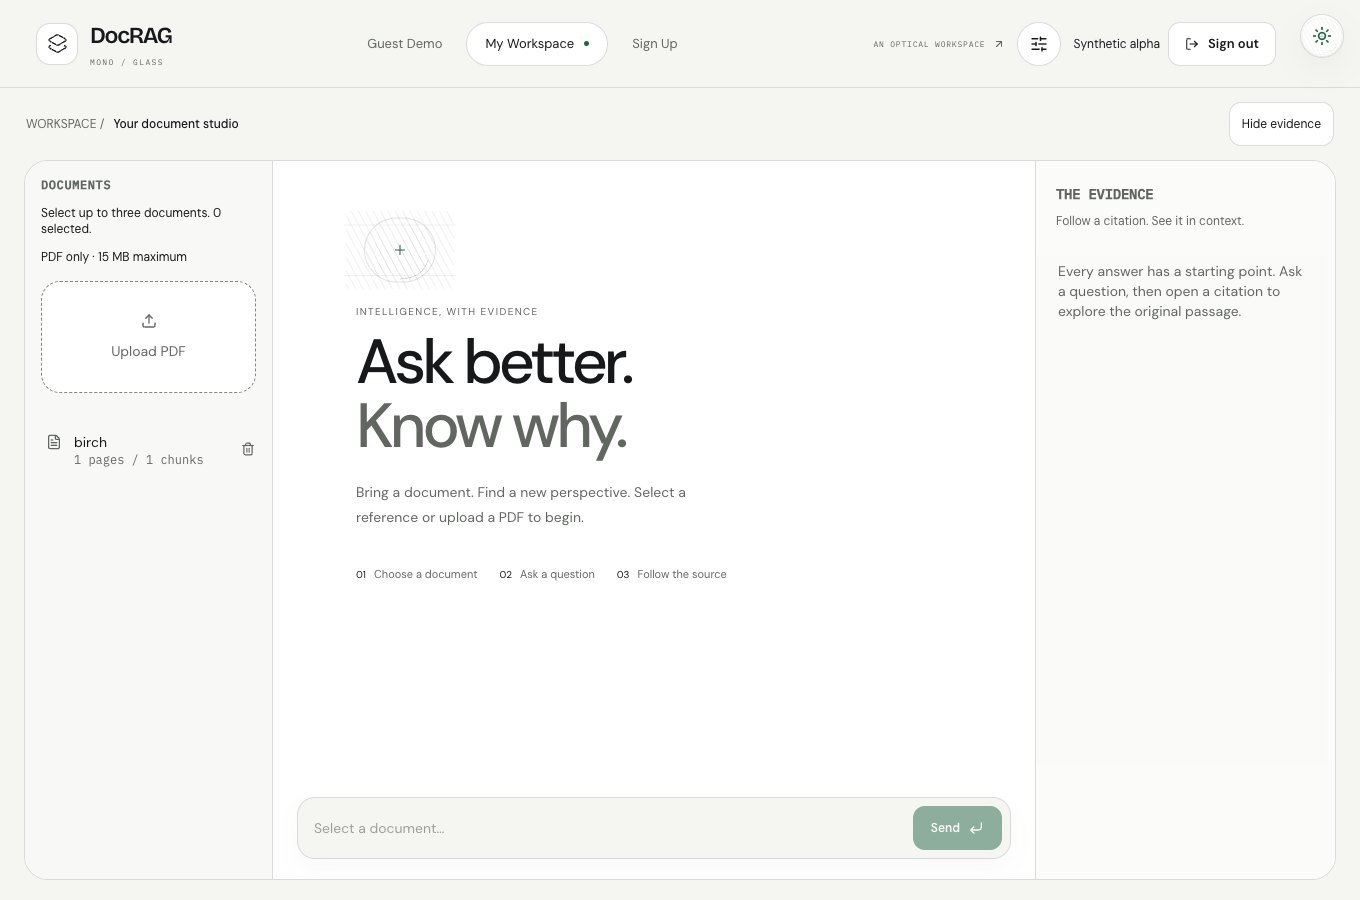 DocRAG
MONO / GLASS
Guest Demo
My Workspace
Sign Up
AN OPTICAL WORKSPACE
Synthetic alpha
Sign out
WORKSPACE / Your document studio
Hide evidence
DOCUMENTS
Select up to three documents. 0
selected.
PDF only · 15 MB maximum
Upload PDF
birch
1 pages / 1 chunks
INTELLIGENCE, WITH EVIDENCE
Ask better.
Know why.
Bring a document. Find a new perspective. Select a
reference or upload a PDF to begin.
01 Choose a document 02 Ask a question 03 Follow the source
Select a document...
Send
THE EVIDENCE
Follow a citation. See it in context.
Every answer has a starting point. Ask
a question, then open a citation to
explore the original passage.